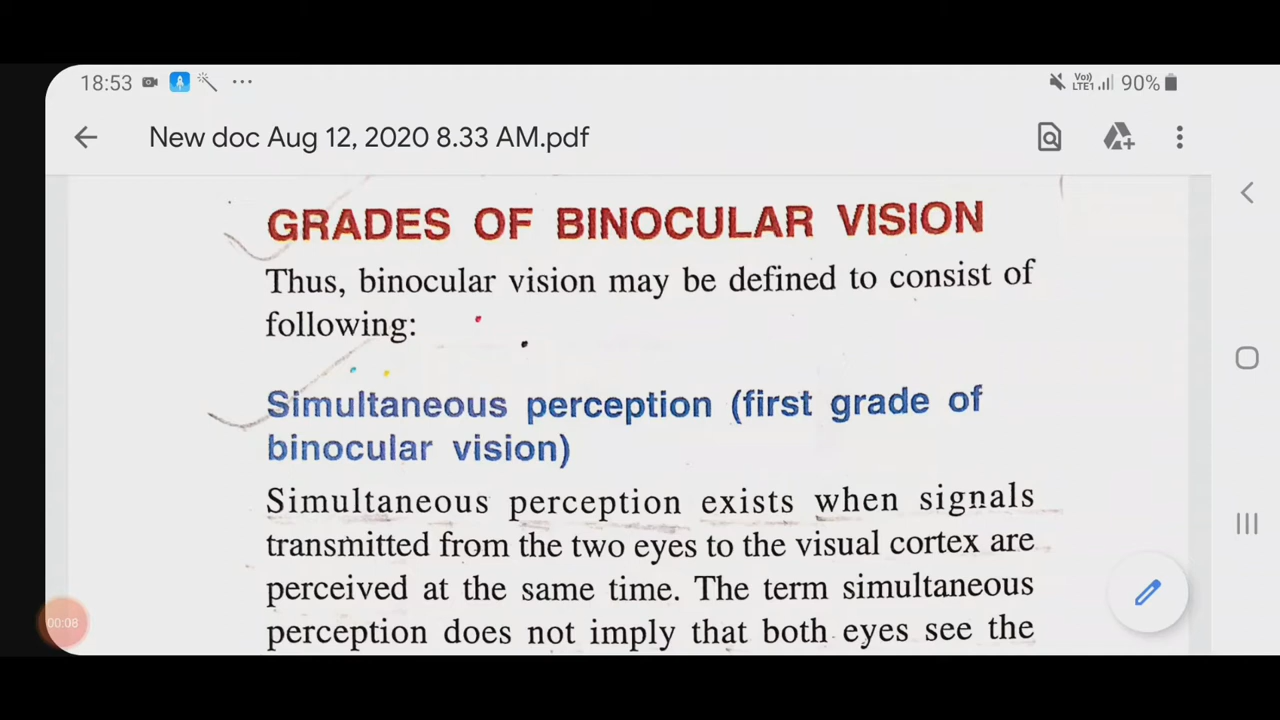 18:53 ... Vo) LTE1 90%
New doc Aug 12, 2020 8.33 AM.pdf
GRADES OF BINOCULAR VISION
Thus, binocular vision may be defined to consist of
following:
Simultaneous perception (first grade of
binocular vision)
Simultaneous perception exists when signals
transmitted from the two eyes to the visual cortex are
perceived at the same time. The term simultaneous
perception does not imply that both eyes see the
00:08